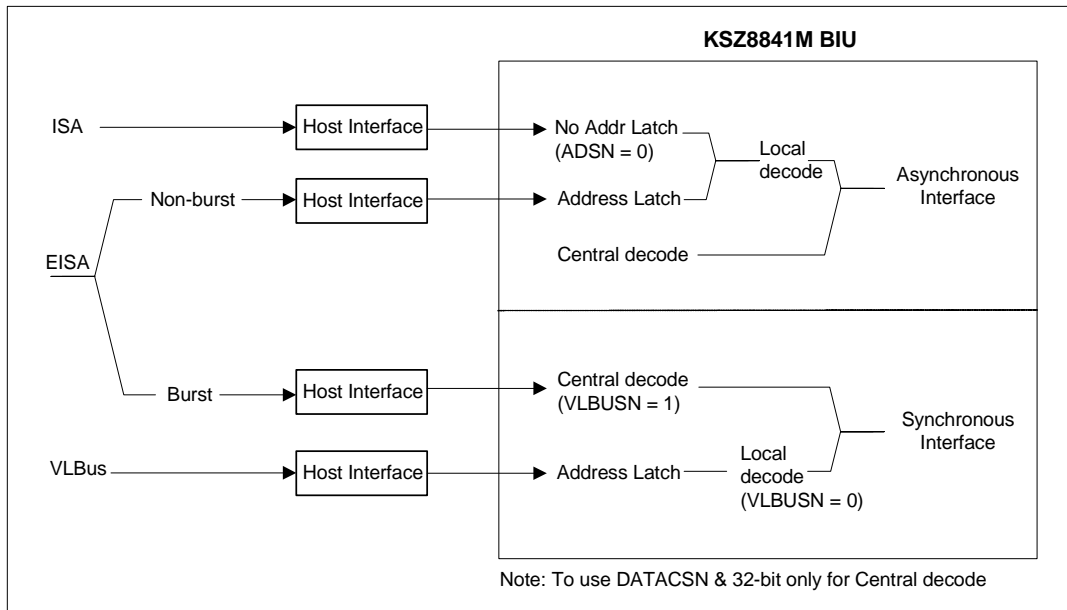 KSZ8841M BIU
ISA
Host Interface
No Addr Latch
(ADSN = 0)
Local
decode
Asynchronous
Interface
Non-burst
Host Interface
Address Latch
EISA
Central decode
Burst
Host Interface
Central decode
(VLBUSN = 1)
Synchronous
Interface
VLBus
Host Interface
Address Latch
Local
decode
(VLBUSN = 0)
Note: To use DATACSN & 32-bit only for Central decode